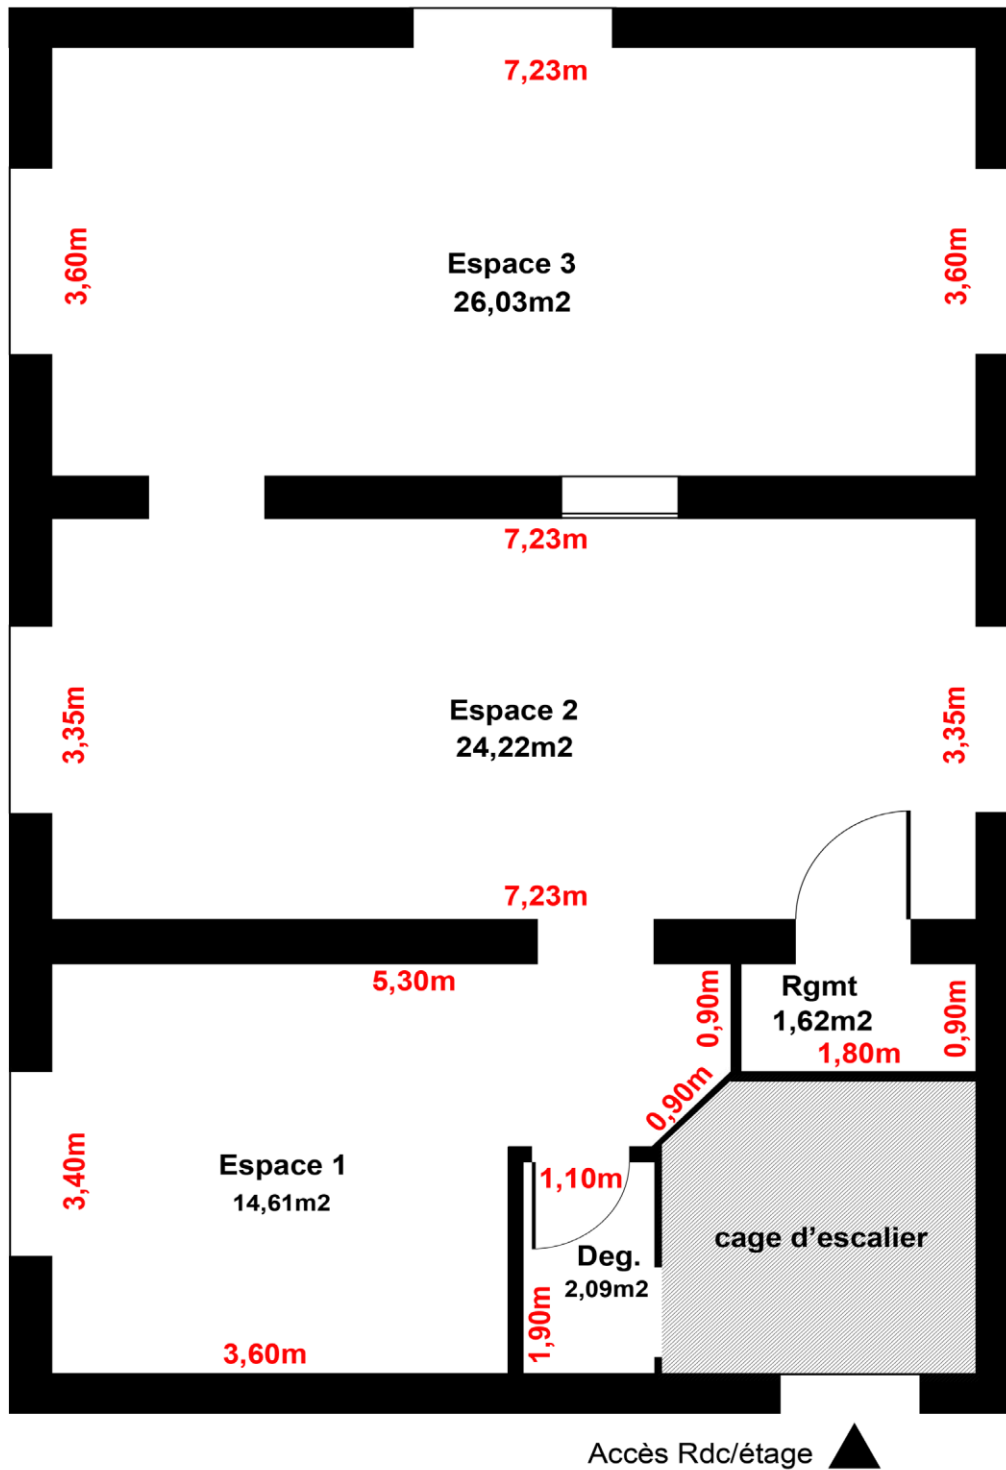 7,23m
3,60m
3,60m
Espace 3
26,03m2
7,23m
3,35m
3,35m
Espace 2
24,22m2
7,23m
5,30m
0,90m
Rgmt
1,62m2
1,80m
0,90m
0,90m
3,40m
Espace 1
14,61m2
1,10m
cage d'escalier
Deg.
2,09m2
1,90m
3,60m
Accès Rdc/étage